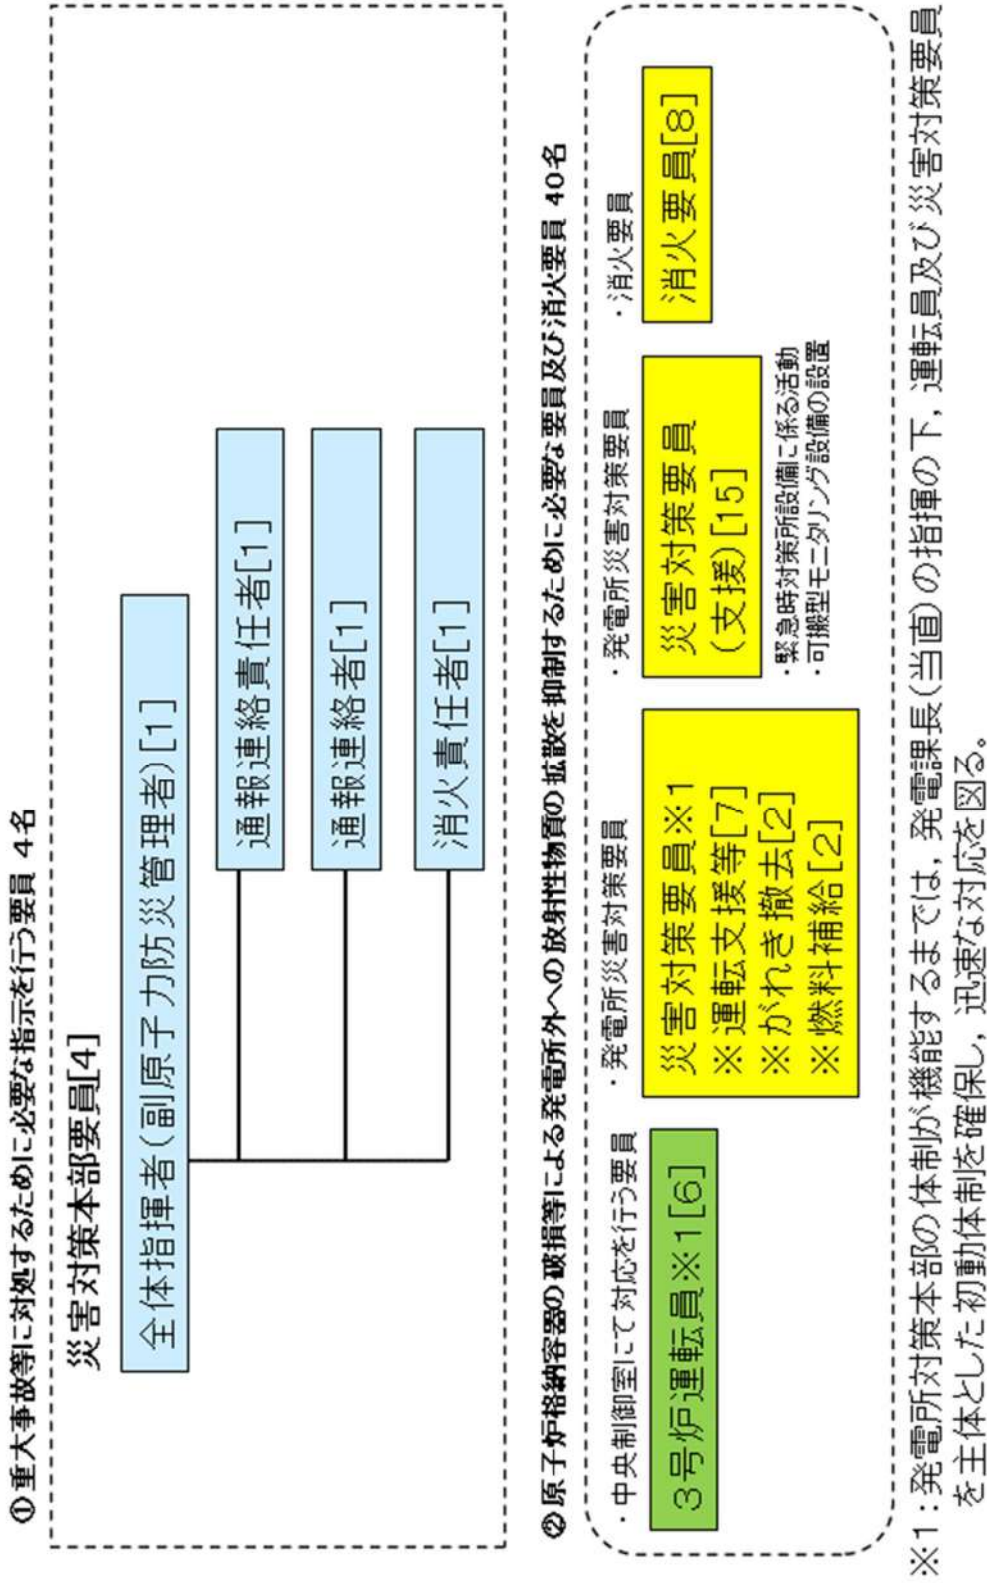 ①重大事故等に対処するために必要な指示を行う要員 4名
災害対策本部要員[4]
全体指揮者(副原子力防災管理者)[1]
通報連絡責任者[1]
通報連絡者[1]
消火責任者[1]
②原子炉格納容器の破損等による発電所外への放射性物質の拡散を抑制するために必要な要員及び消火要員 40名
・中央制御室にて対応を行う要員
3号炉運転員※1[6]
・発電所災害対策要員
災害対策要員※1
※運転支援等[7]
※がれき撤去[2]
※燃料補給[2]
・発電所災害対策要員
災害対策要員
(支援)[15]
・緊急時対策所設備に係る活動
・可搬型モニタリング設備の設置
・消火要員
消火要員[8]
※1：発電所対策本部の体制が機能するまでは，発電課長(当直)の指揮の下，運転員及び災害対策要員
を主体とした初動体制を確保し，迅速な対応を図る。